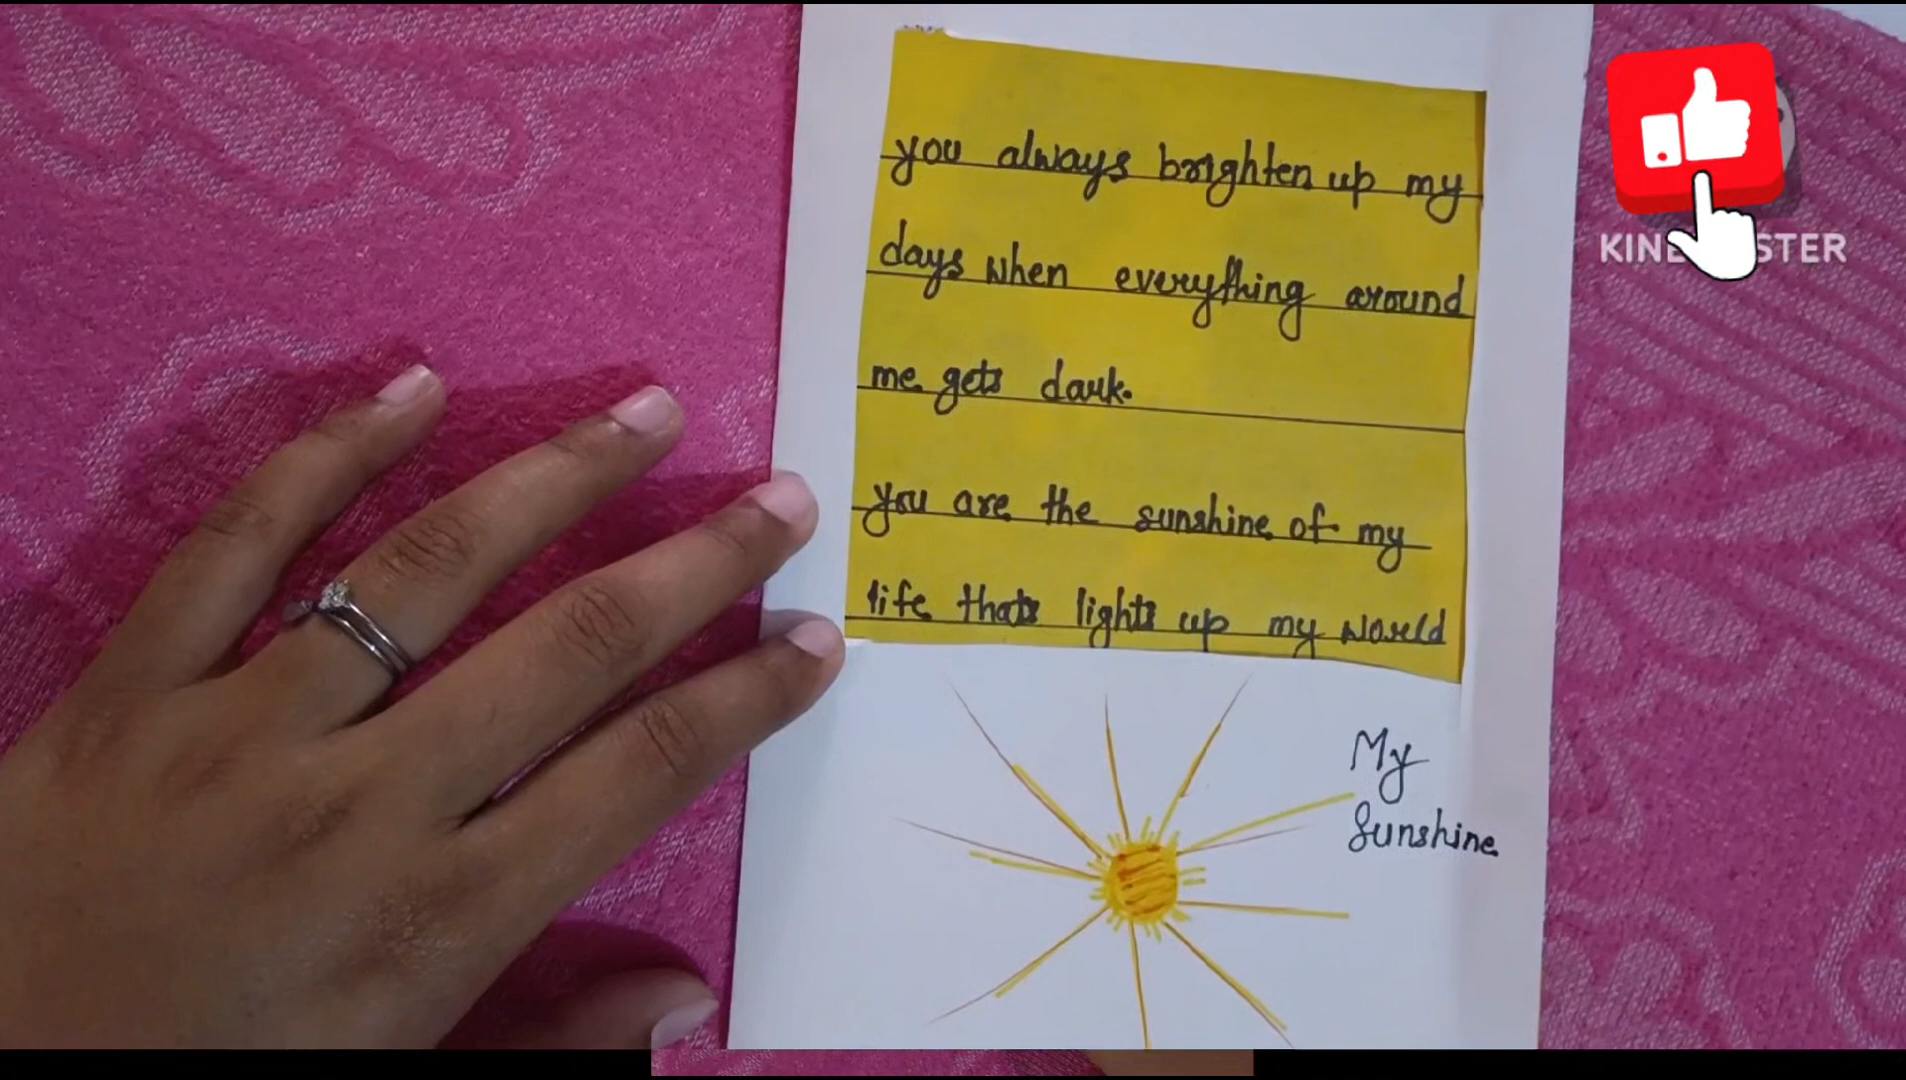 you always brighten up my
days when everything around
me gets dark.
you are the sunshine of my
life thats lights up my world
My
Sunshine